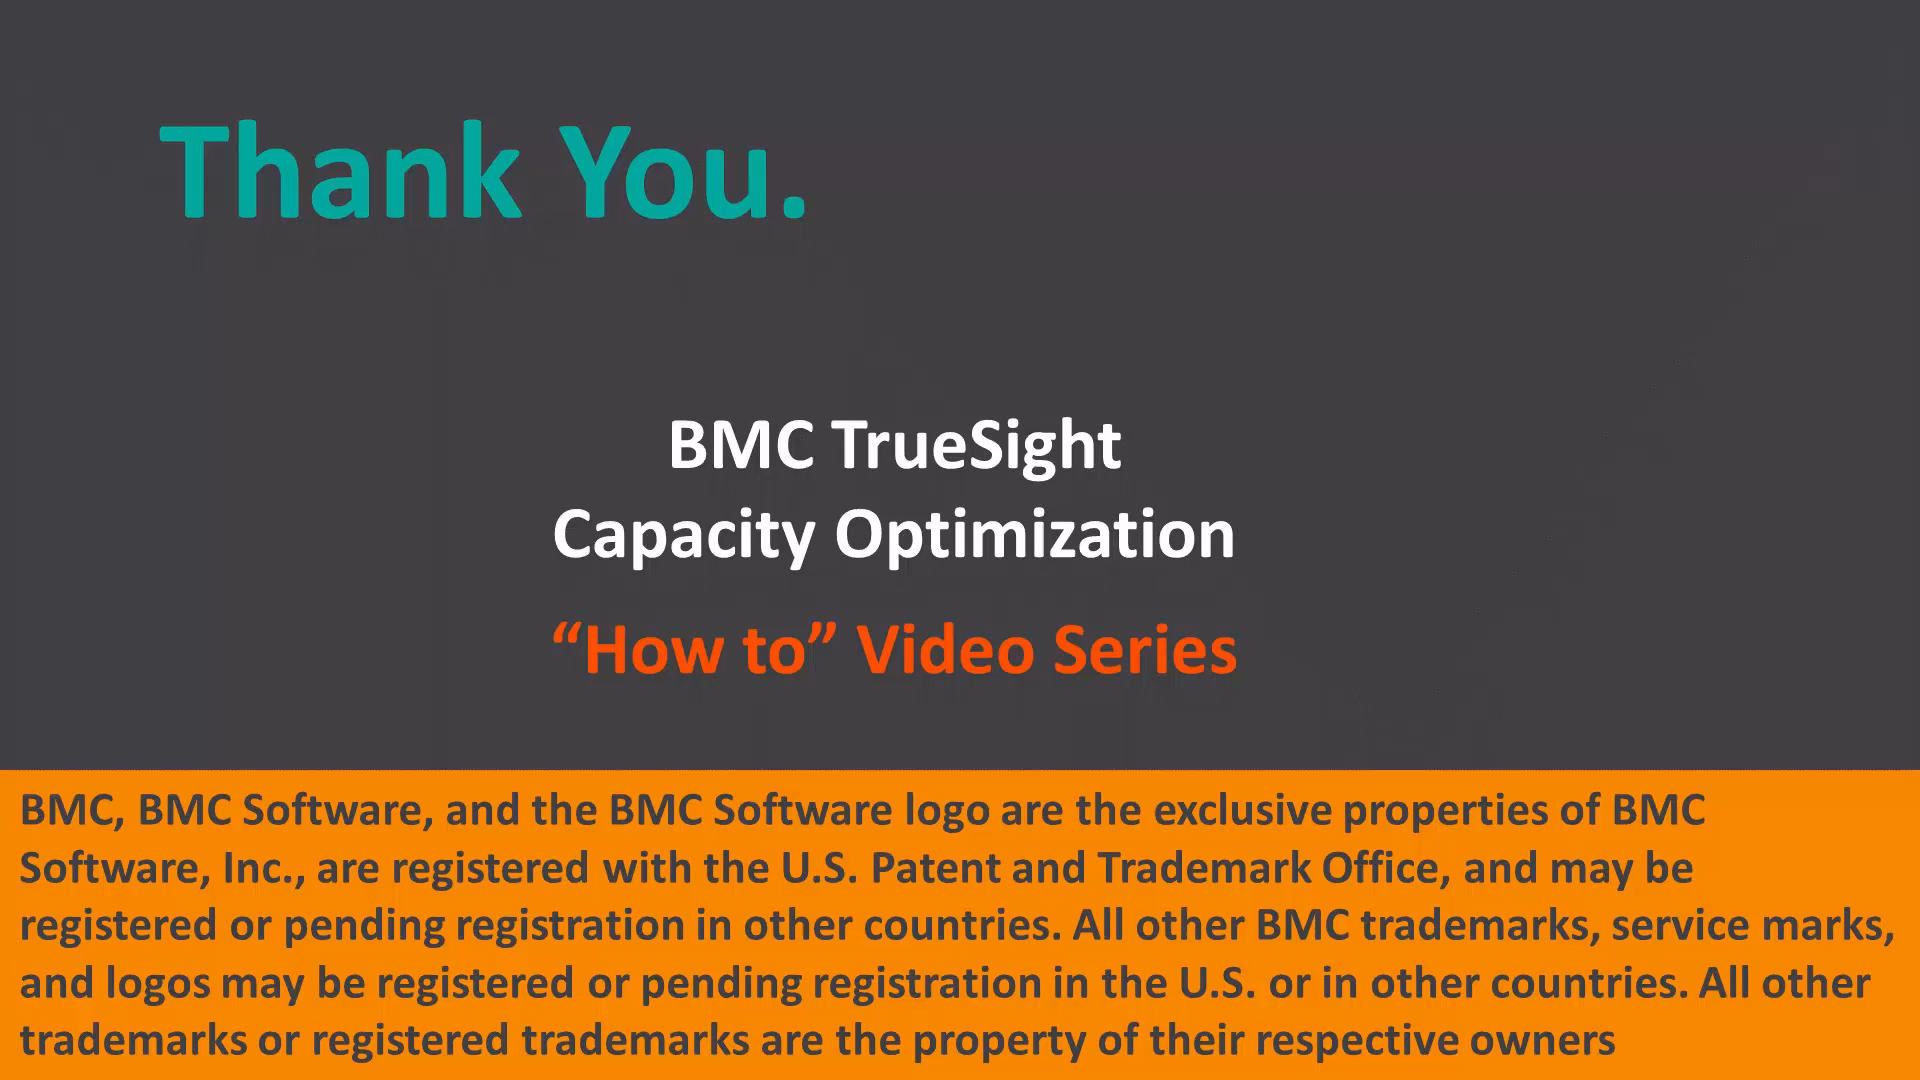 Thank You.
BMC TrueSight
Capacity Optimization
“How to” Video Series
BMC, BMC Software, and the BMC Software logo are the exclusive properties of BMC
Software, Inc., are registered with the U.S. Patent and Trademark Office, and may be
registered or pending registration in other countries. All other BMC trademarks, service marks,
and logos may be registered or pending registration in the U.S. or in other countries. All other
trademarks or registered trademarks are the property of their respective owners